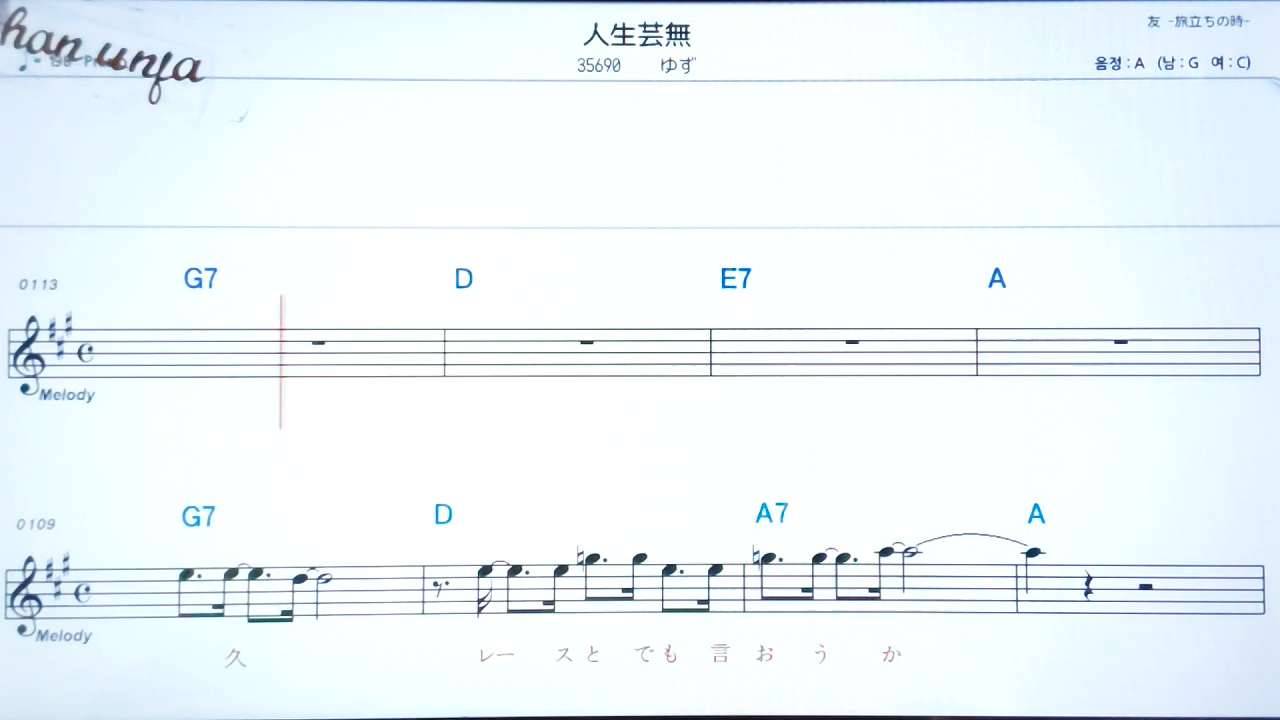 han unfa
人生芸無
友 -旅立ちの時-
35690 ゆず
음정 : A (남 : G 여 : C)
0113 G7 D E7 A
Melody
0109 G7 D A7 A
Melody
久 レー スと でも 言 お う か